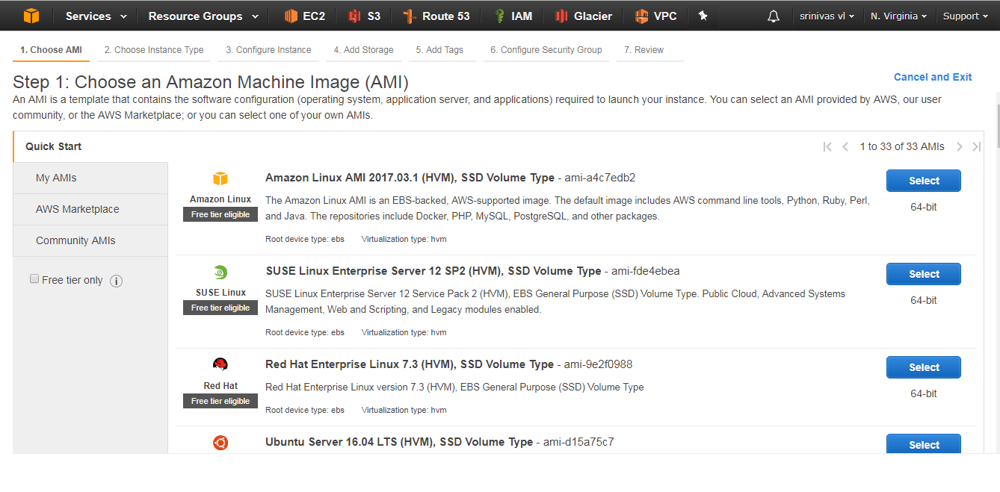 Services Resource Groups EC2 S3 Route 53 IAM Glacier VPC srinivas vl N. Virginia Support
1. Choose AMI 2. Choose Instance Type 3. Configure Instance 4. Add Storage 5. Add Tags 6. Configure Security Group 7. Review
Step 1: Choose an Amazon Machine Image (AMI)
Cancel and Exit
An AMI is a template that contains the software configuration (operating system, application server, and applications) required to launch your instance. You can select an AMI provided by AWS, our user
community, or the AWS Marketplace; or you can select one of your own AMIs.
Quick Start
1 to 33 of 33 AMIs
My AMIs
AWS Marketplace
Community AMIs
Free tier only
Amazon Linux
Free tier eligible
Amazon Linux AMI 2017.03.1 (HVM), SSD Volume Type - ami-a4c7edb2
The Amazon Linux AMI is an EBS-backed, AWS-supported image. The default image includes AWS command line tools, Python, Ruby, Perl,
and Java. The repositories include Docker, PHP, MySQL, PostgreSQL, and other packages.
Root device type: ebs Virtualization type: hvm
Select
64-bit
SUSE Linux
Free tier eligible
SUSE Linux Enterprise Server 12 SP2 (HVM), SSD Volume Type - ami-fde4ebea
SUSE Linux Enterprise Server 12 Service Pack 2 (HVM), EBS General Purpose (SSD) Volume Type. Public Cloud, Advanced Systems
Management, Web and Scripting, and Legacy modules enabled.
Root device type: ebs Virtualization type: hvm
Select
64-bit
Red Hat
Free tier eligible
Red Hat Enterprise Linux 7.3 (HVM), SSD Volume Type - ami-9e2f0988
Red Hat Enterprise Linux version 7.3 (HVM), EBS General Purpose (SSD) Volume Type
Root device type: ebs Virtualization type: hvm
Select
64-bit
Ubuntu Server 16.04 LTS (HVM), SSD Volume Type - ami-d15a75c7
Select